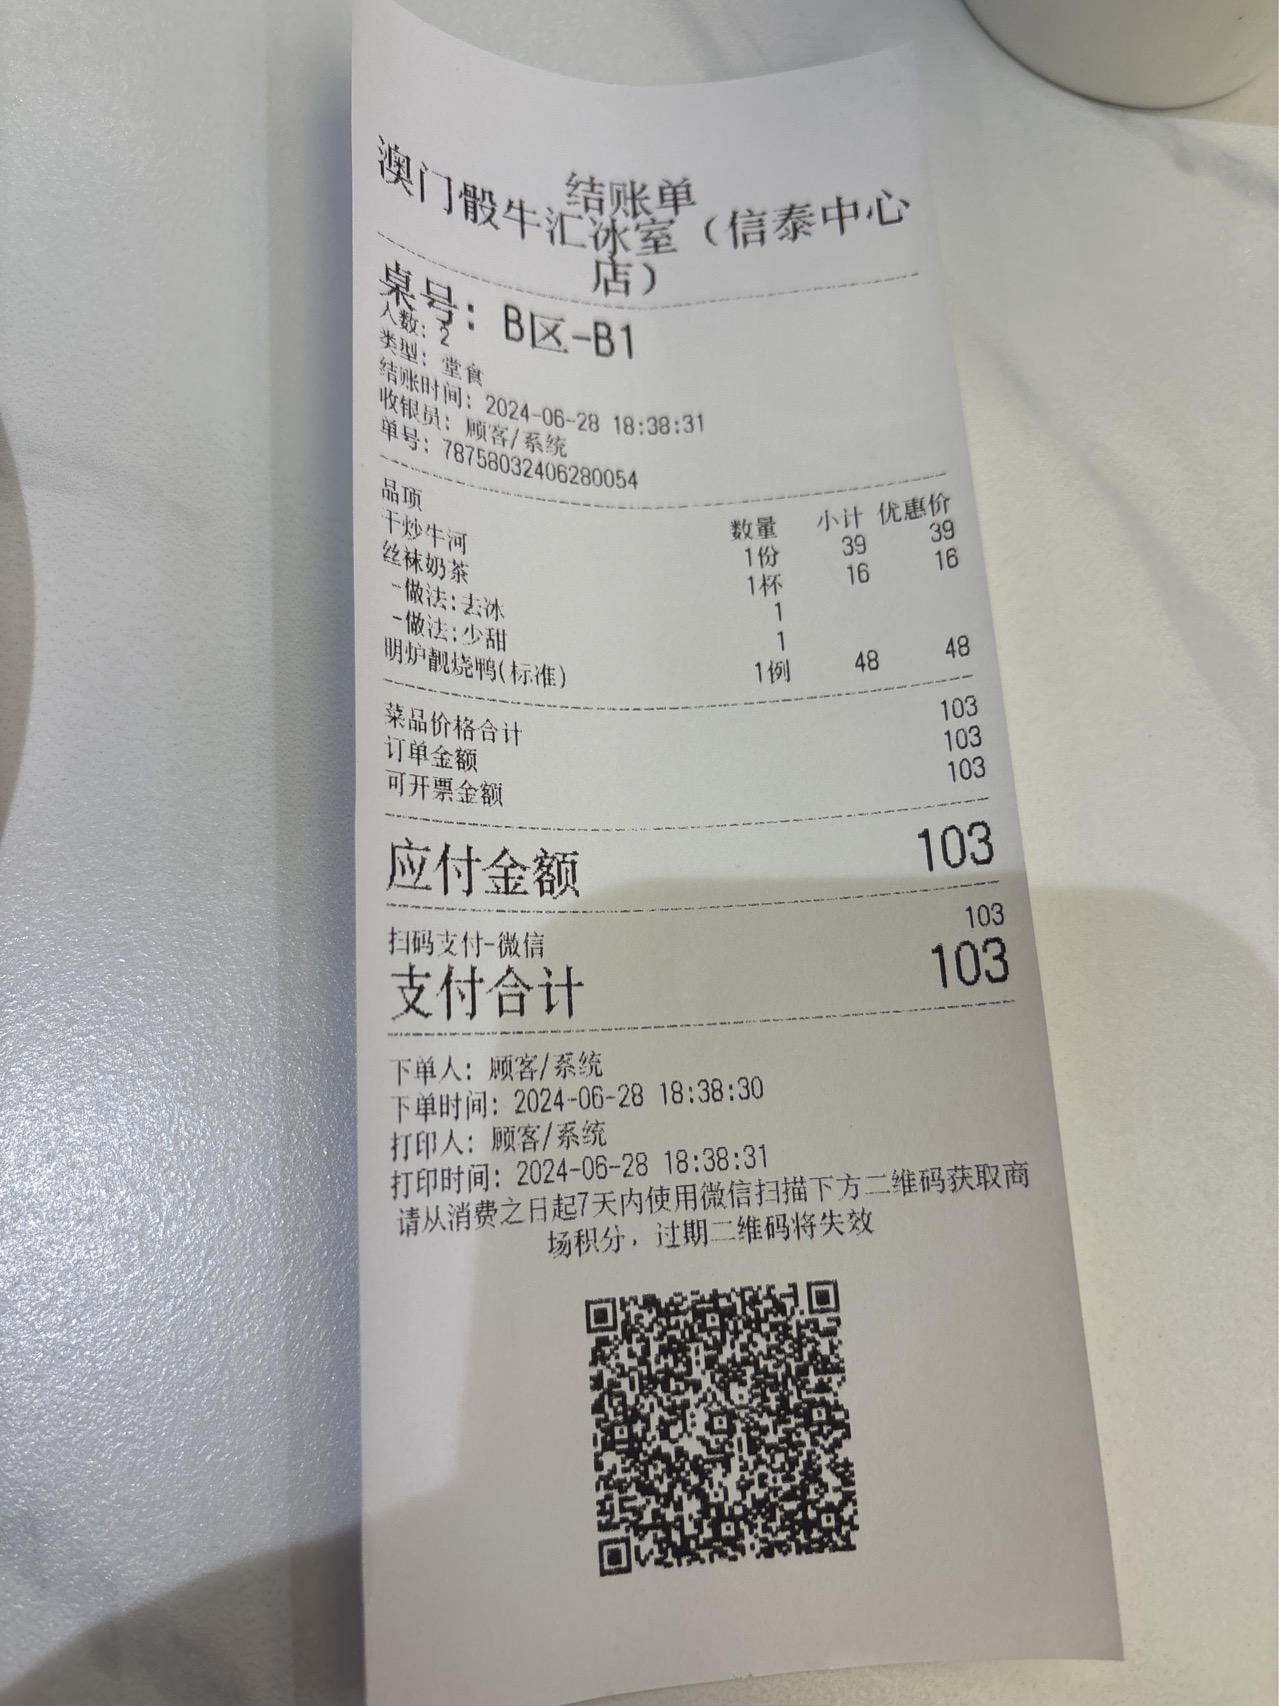 结账单
澳门骰牛汇冰室（信泰中心
店）
桌号: B区-B1
人数: 2
类型: 堂食
结账时间: 2024-06-28 18:38:31
收银员: 顾客/系统
单号: 78758032406280054
品项 数量 小计 优惠价
干炒牛河 1份 39 39
丝袜奶茶 1杯 16 16
-做法:去冰 1
-做法:少甜 1
明炉靓烧鸭(标准) 1例 48 48
菜品价格合计 103
订单金额 103
可开票金额 103
应付金额 103
扫码支付-微信 103
支付合计 103
下单人: 顾客/系统
下单时间: 2024-06-28 18:38:30
打印人: 顾客/系统
打印时间: 2024-06-28 18:38:31
请从消费之日起7天内使用微信扫描下方二维码获取商
场积分，过期二维码将失效